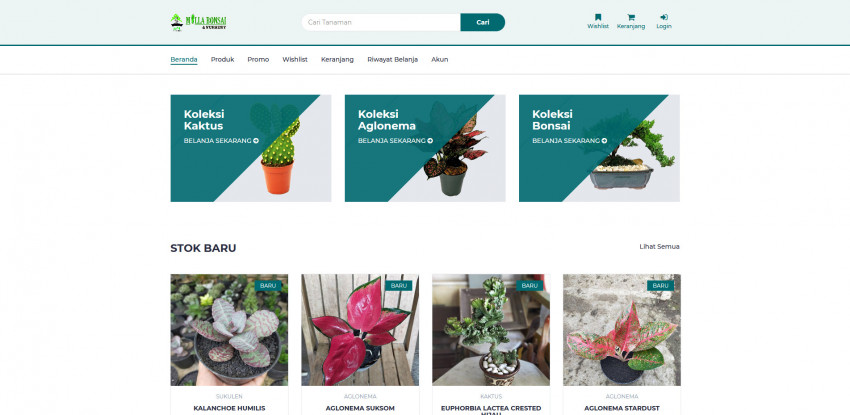 MILLA BONSAI
& NURSERY
Cari Tanaman
Cari
Wishlist
Keranjang
Login
Beranda
Produk
Promo
Wishlist
Keranjang
Riwayat Belanja
Akun
Koleksi
Kaktus
BELANJA SEKARANG
Koleksi
Aglonema
BELANJA SEKARANG
Koleksi
Bonsai
BELANJA SEKARANG
STOK BARU
Lihat Semua
BARU
BARU
BARU
BARU
SUKULEN
KALANCHOE HUMILIS
AGLONEMA
AGLONEMA SUKSOM
KAKTUS
EUPHORBIA LACTEA CRESTED
HIJAU
AGLONEMA
AGLONEMA STARDUST